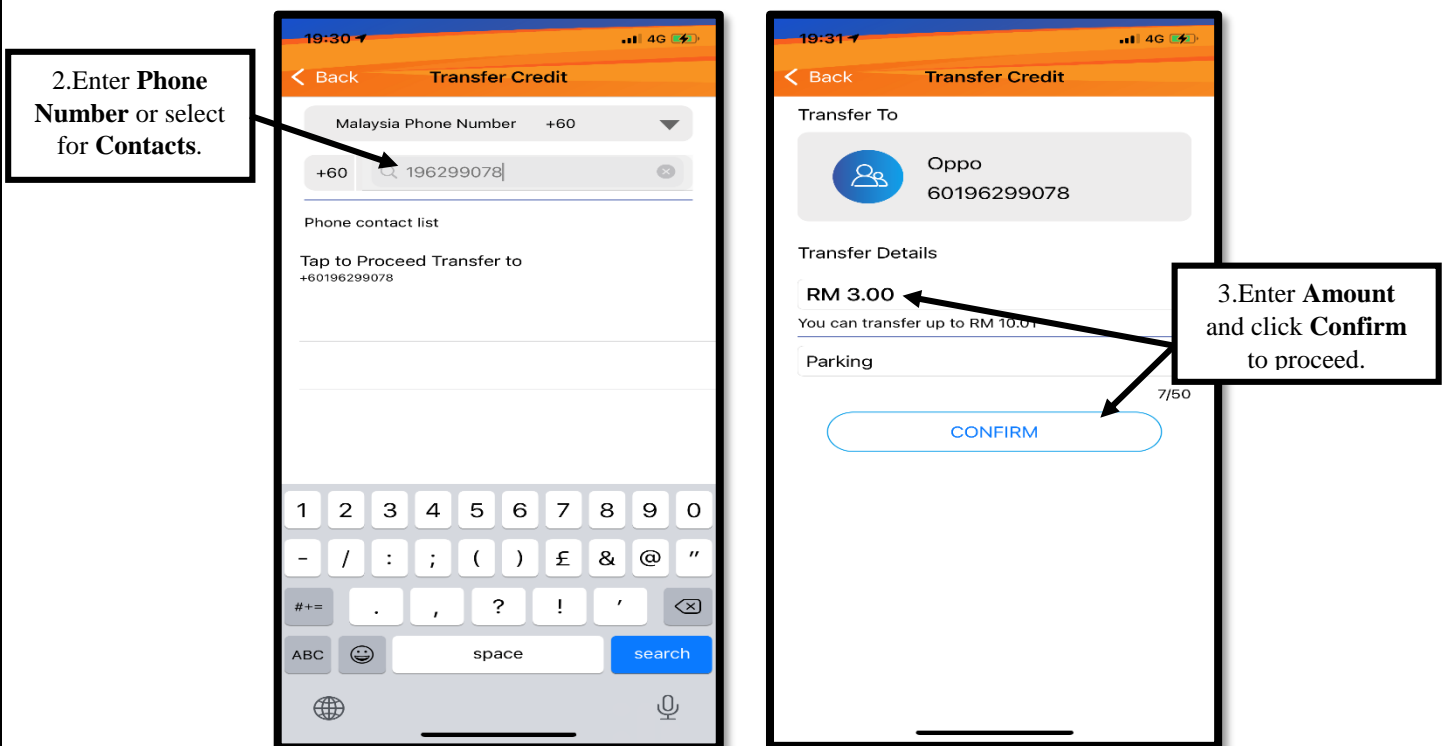 2.Enter Phone
Number or select
for Contacts.
19:30
4G
Back
Transfer Credit
Malaysia Phone Number +60
+60 196299078
Phone contact list
Tap to Proceed Transfer to
+60196299078
1 2 3 4 5 6 7 8 9 0
- / : ; ( ) £ & @ "
#+= . , ? ! '
ABC space search
19:31
4G
Back
Transfer Credit
Transfer To
Oppo
60196299078
Transfer Details
RM 3.00
You can transfer up to RM 10.01
Parking
7/50
CONFIRM
3.Enter Amount
and click Confirm
to proceed.